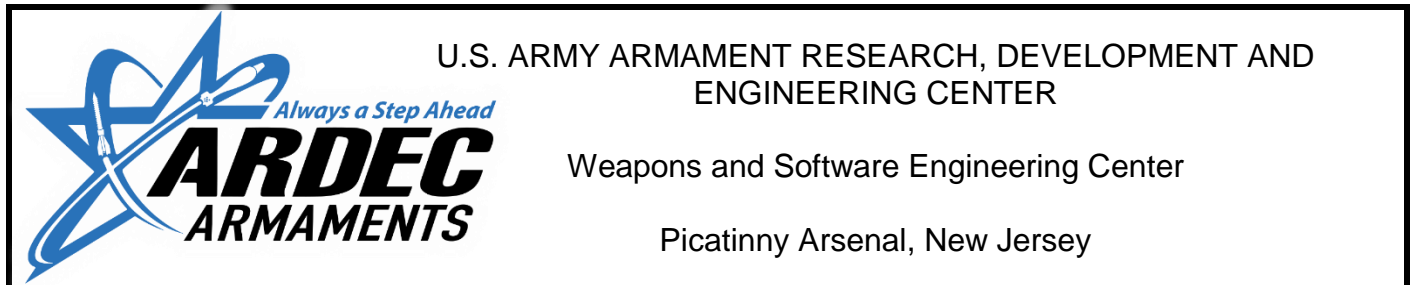 U.S. ARMY ARMAMENT RESEARCH, DEVELOPMENT AND
ENGINEERING CENTER
Always a Step Ahead
ARDEC
ARMAMENTS
Weapons and Software Engineering Center
Picatinny Arsenal, New Jersey